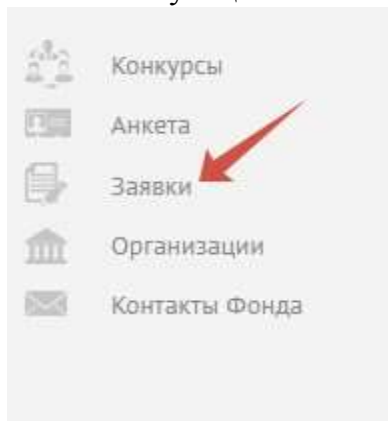 Конкурсы
Анкета
Заявки
Организации
Контакты Фонда